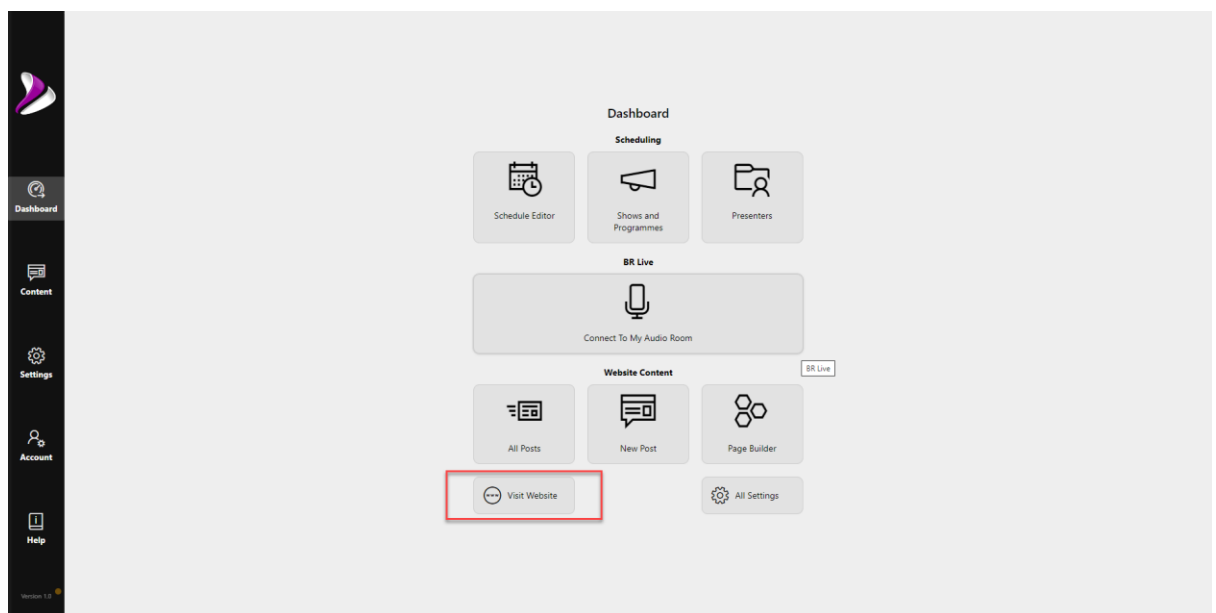 Dashboard
Content
Settings
Account
Help
Version 1.0
Dashboard
Scheduling
Schedule Editor
Shows and
Programmes
Presenters
BR Live
Connect To My Audio Room
BR Live
Website Content
All Posts
New Post
Page Builder
Visit Website
All Settings